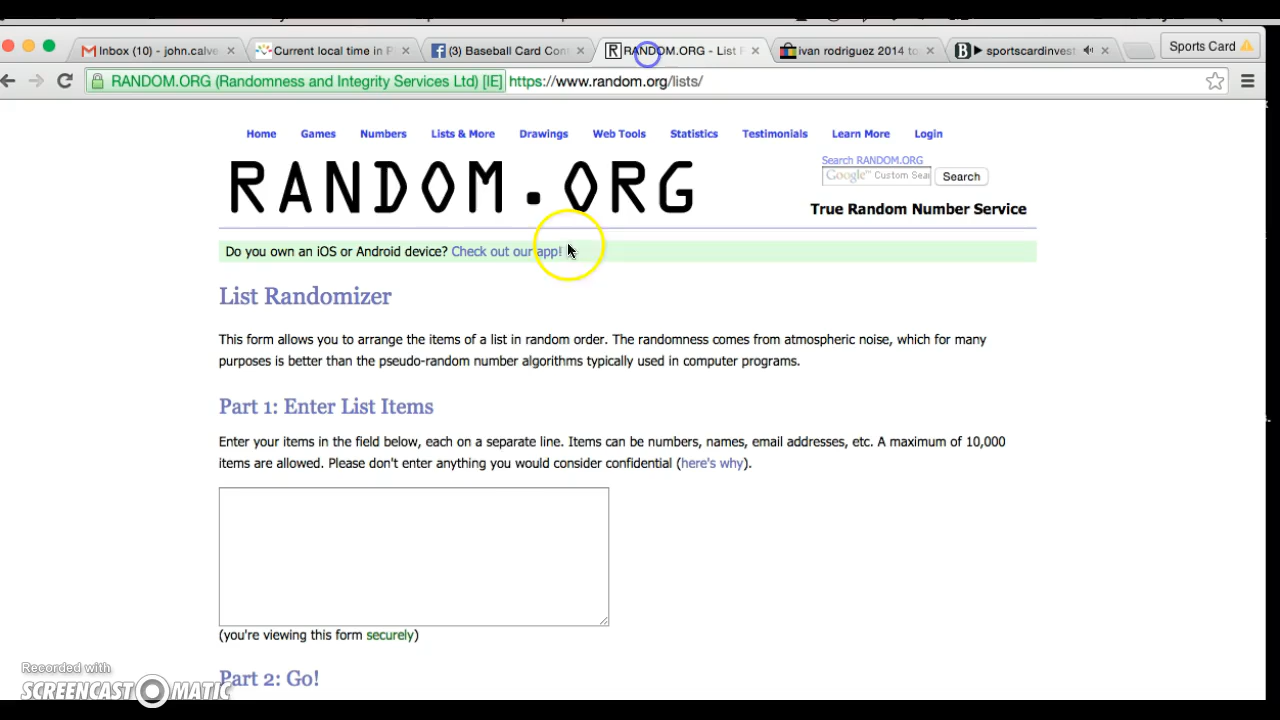 Inbox (10) - john.calve
Current local time in P
(3) Baseball Card Con
RANDOM.ORG - List F
ivan rodriguez 2014 to
sportscardinvest
Sports Card
RANDOM.ORG (Randomness and Integrity Services Ltd) [IE] https://www.random.org/lists/
Home Games Numbers Lists & More Drawings Web Tools Statistics Testimonials Learn More Login
RANDOM.ORG
Search RANDOM.ORG
Google™ Custom Sear Search
True Random Number Service
Do you own an iOS or Android device? Check out our app!
List Randomizer
This form allows you to arrange the items of a list in random order. The randomness comes from atmospheric noise, which for many
purposes is better than the pseudo-random number algorithms typically used in computer programs.
Part 1: Enter List Items
Enter your items in the field below, each on a separate line. Items can be numbers, names, email addresses, etc. A maximum of 10,000
items are allowed. Please don't enter anything you would consider confidential (here's why).
(you're viewing this form securely)
Part 2: Go!
Recorded with
SCREENCAST-O-MATIC